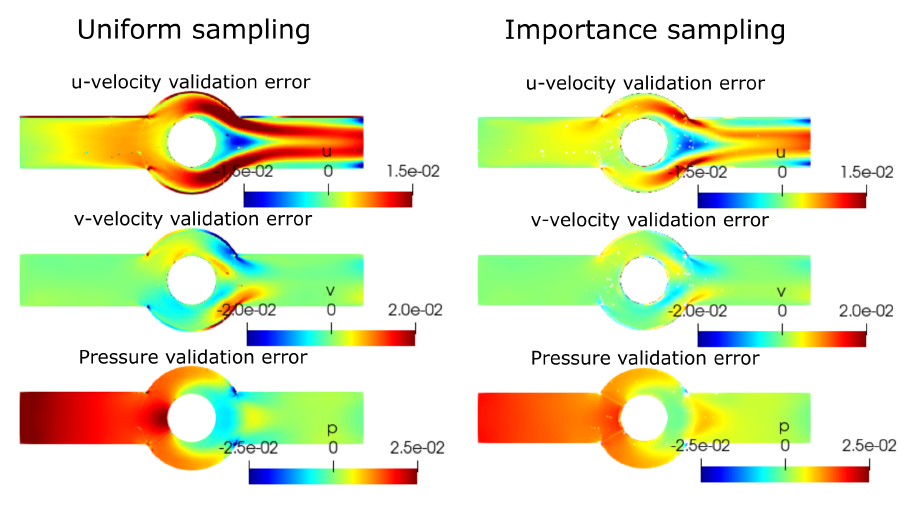 Uniform sampling
Importance sampling
u-velocity validation error
u-velocity validation error
u
-1.5e-02 0 1.5e-02
u
-1.5e-02 0 1.5e-02
v-velocity validation error
v-velocity validation error
v
-2.0e-02 0 2.0e-02
v
-2.0e-02 0 2.0e-02
Pressure validation error
Pressure validation error
p
-2.5e-02 0 2.5e-02
p
-2.5e-02 0 2.5e-02